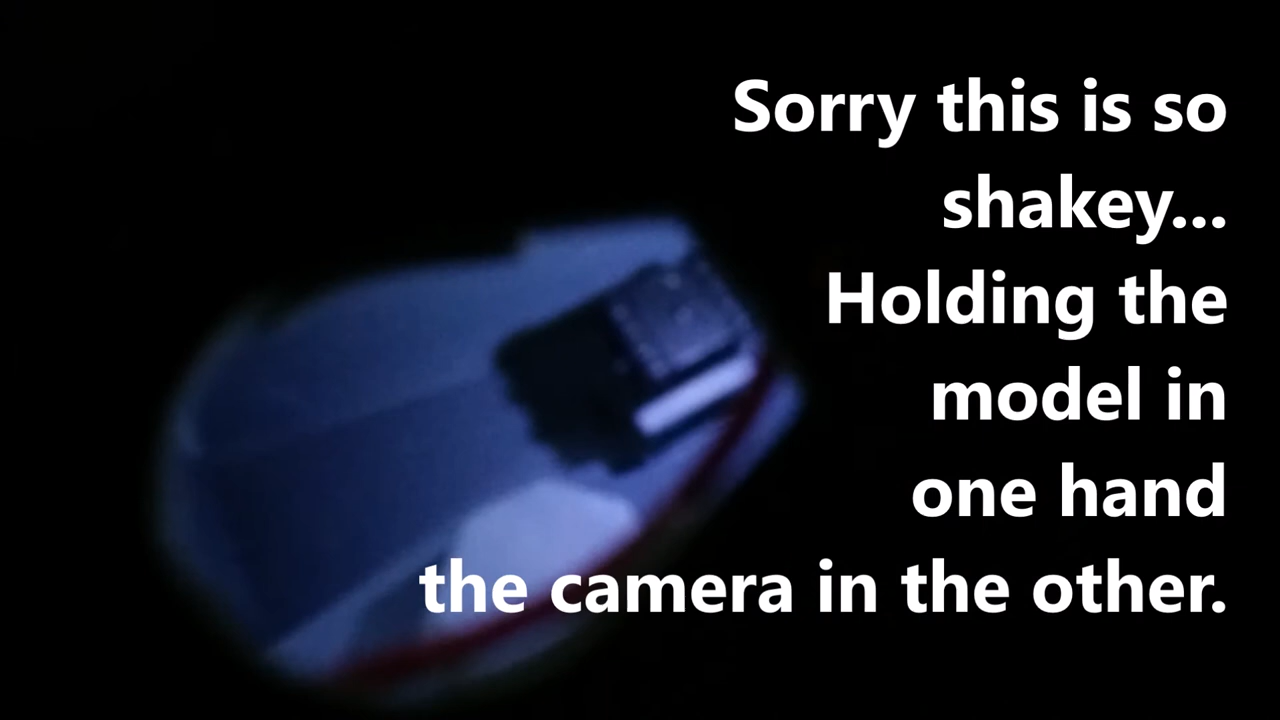 Sorry this is so
shakey...
Holding the
model in
one hand
the camera in the other.